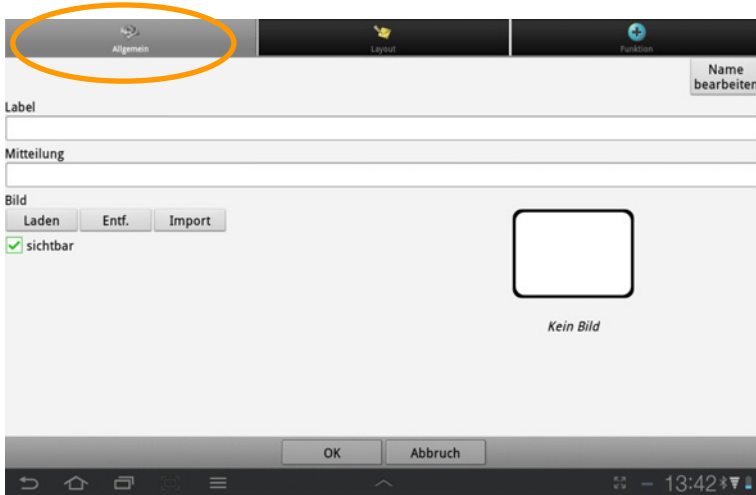 Allgemein
Layout
Funktion
Name
bearbeiten
Label
Mitteilung
Bild
Laden Entf. Import
sichtbar
Kein Bild
OK Abbruch
13:42